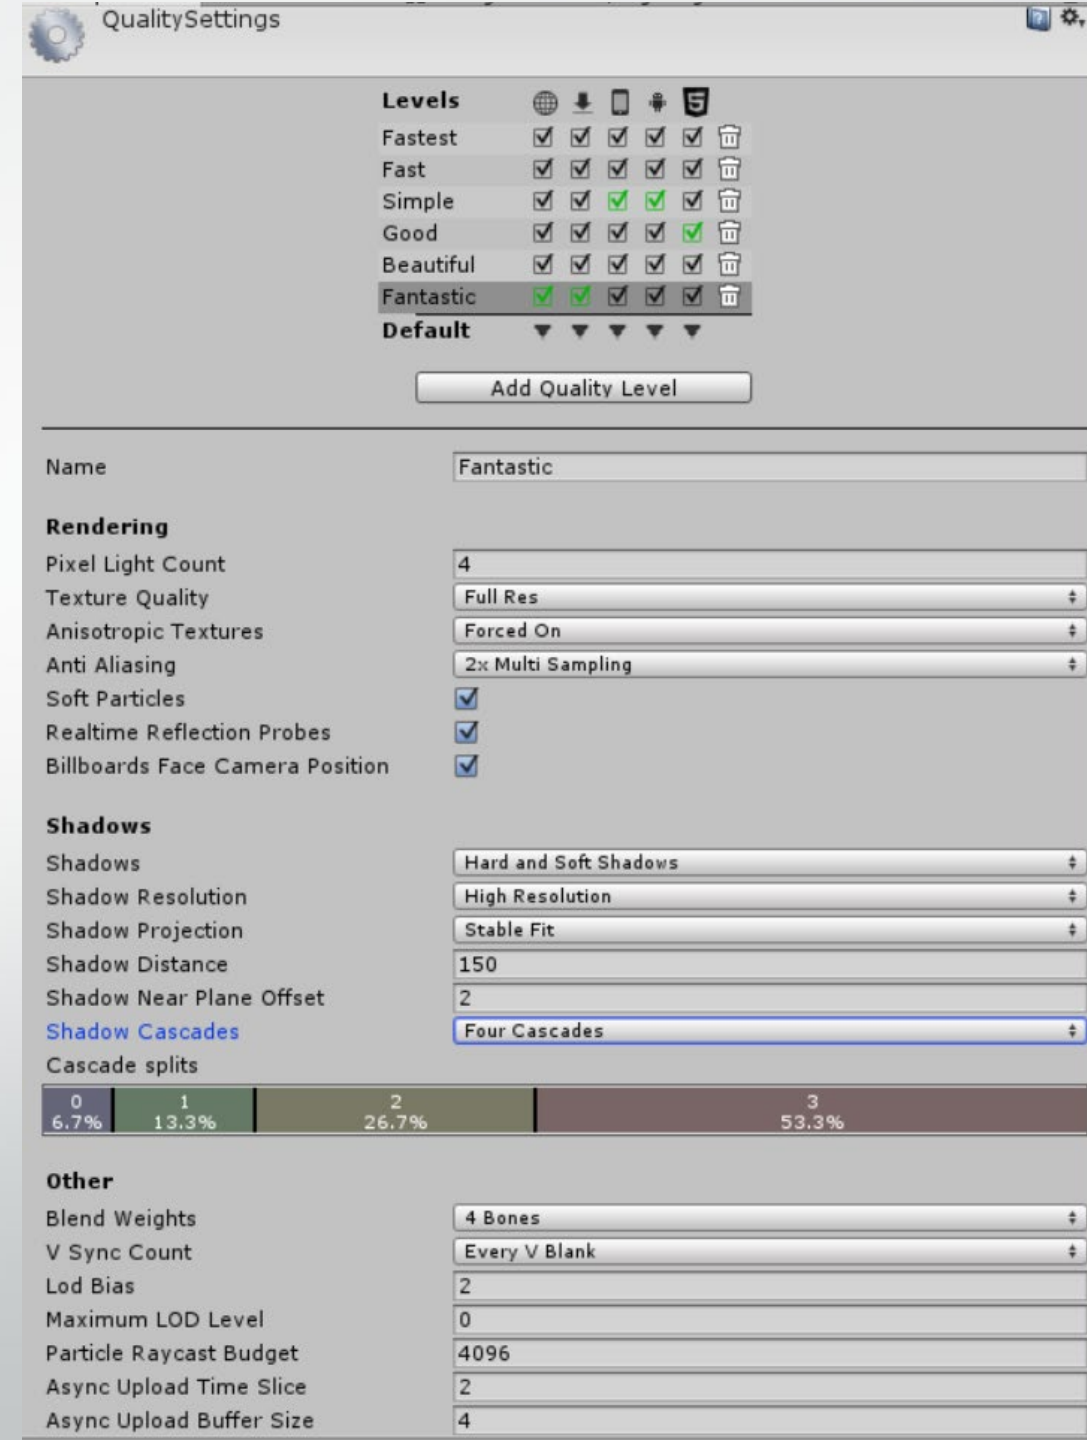 QualitySettings
Levels
Fastest
Fast
Simple
Good
Beautiful
Fantastic
Default
Add Quality Level
Name Fantastic
Rendering
Pixel Light Count 4
Texture Quality Full Res
Anisotropic Textures Forced On
Anti Aliasing 2x Multi Sampling
Soft Particles
Realtime Reflection Probes
Billboards Face Camera Position
Shadows
Shadows Hard and Soft Shadows
Shadow Resolution High Resolution
Shadow Projection Stable Fit
Shadow Distance 150
Shadow Near Plane Offset 2
Shadow Cascades Four Cascades
Cascade splits
0 1 2 3
6.7% 13.3% 26.7% 53.3%
Other
Blend Weights 4 Bones
V Sync Count Every V Blank
Lod Bias 2
Maximum LOD Level 0
Particle Raycast Budget 4096
Async Upload Time Slice 2
Async Upload Buffer Size 4